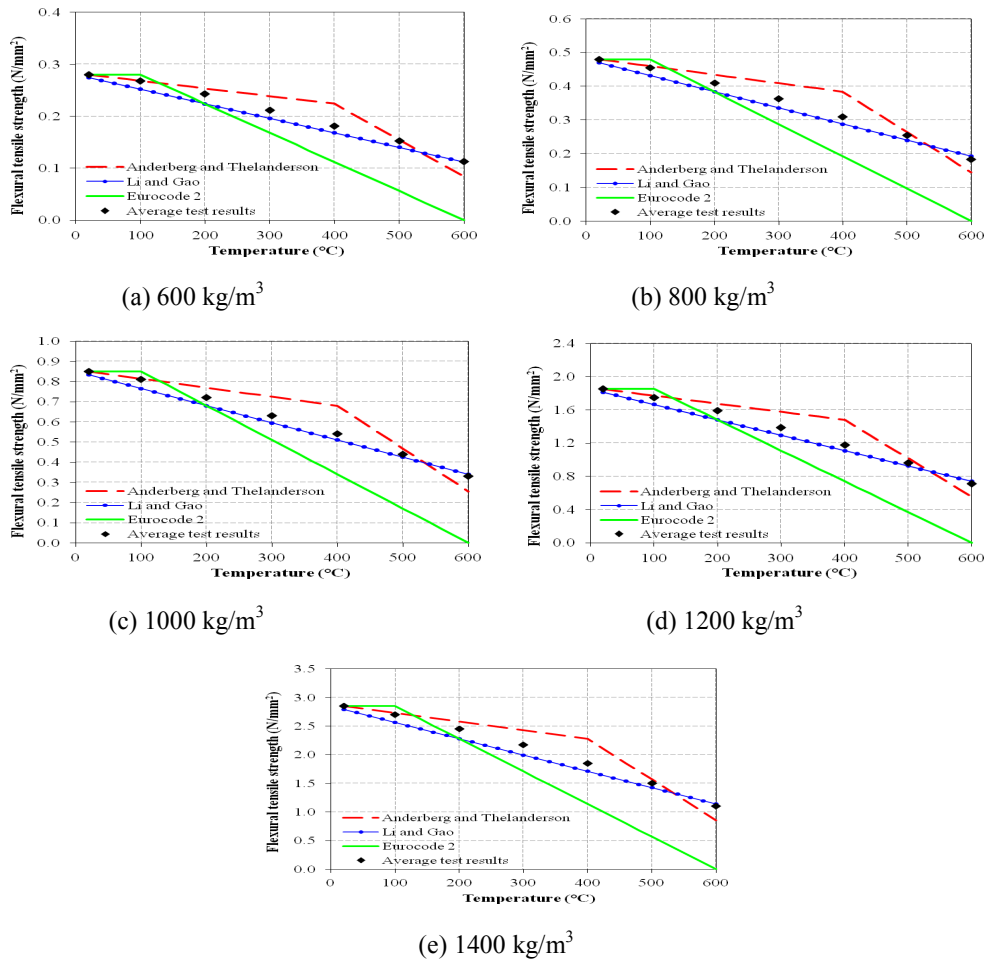 Flexural tensile strength (N/mm²)
0.4
0.3
0.2
0.1
0.0
Anderberg and Thelanderson
Li and Gao
Eurocode 2
Average test results
0 100 200 300 400 500 600
Temperature (°C)
(a) 600 kg/m³
Flexural tensile strength (N/mm²)
0.6
0.5
0.4
0.3
0.2
0.1
0.0
Anderberg and Thelanderson
Li and Gao
Eurocode 2
Average test results
0 100 200 300 400 500 600
Temperature (°C)
(b) 800 kg/m³
Flexural tensile strength (N/mm²)
1.0
0.9
0.8
0.7
0.6
0.5
0.4
0.3
0.2
0.1
0.0
Anderberg and Thelanderson
Li and Gao
Eurocode 2
Average test results
0 100 200 300 400 500 600
Temperature (°C)
(c) 1000 kg/m³
Flexural tensile strength (N/mm²)
2.4
2.0
1.6
1.2
0.8
0.4
0.0
Anderberg and Thelanderson
Li and Gao
Eurocode 2
Average test results
0 100 200 300 400 500 600
Temperature (°C)
(d) 1200 kg/m³
Flexural tensile strength (N/mm²)
3.5
3.0
2.5
2.0
1.5
1.0
0.5
0.0
Anderberg and Thelanderson
Li and Gao
Eurocode 2
Average test results
0 100 200 300 400 500 600
Temperature (°C)
(e) 1400 kg/m³